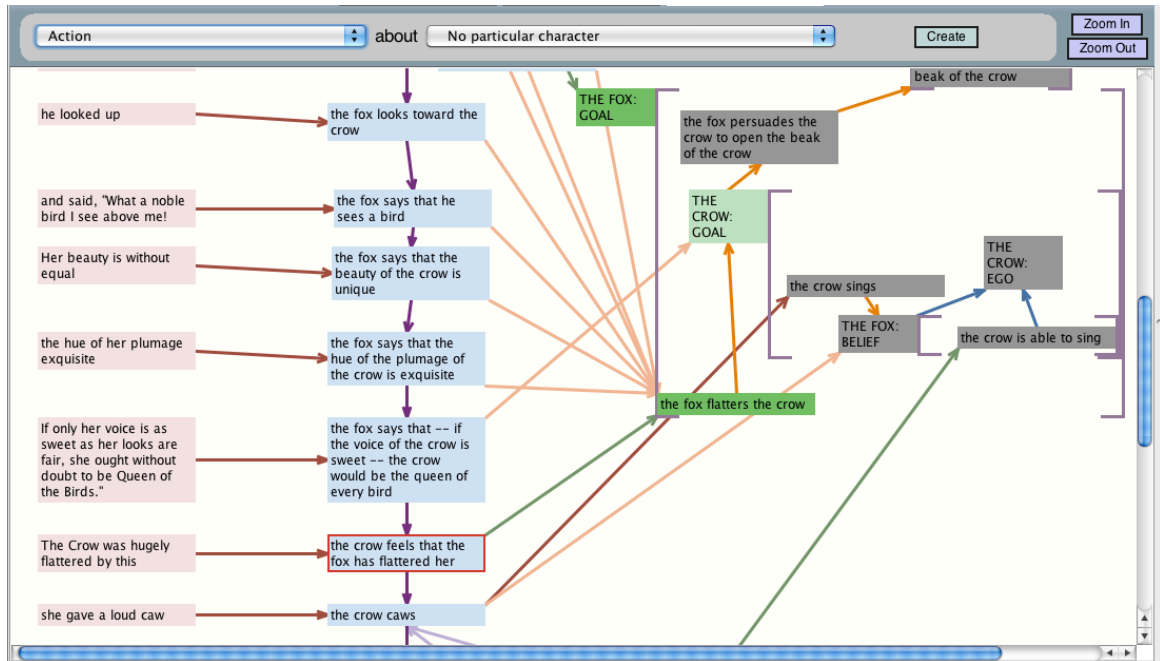 Action
about
No particular character
Create
Zoom In
Zoom Out
he looked up
and said, "What a noble
bird I see above me!
Her beauty is without
equal
the hue of her plumage
exquisite
If only her voice is as
sweet as her looks are
fair, she ought without
doubt to be Queen of
the Birds."
The Crow was hugely
flattered by this
she gave a loud caw
the fox looks toward the
crow
the fox says that he
sees a bird
the fox says that the
beauty of the crow is
unique
the fox says that the
hue of the plumage of
the crow is exquisite
the fox says that -- if
the voice of the crow is
sweet -- the crow
would be the queen of
every bird
the crow feels that the
fox has flattered her
the crow caws
THE FOX:
GOAL
the fox persuades the
crow to open the beak
of the crow
beak of the crow
THE
CROW:
GOAL
the crow sings
THE
CROW:
EGO
THE FOX:
BELIEF
the crow is able to sing
the fox flatters the crow